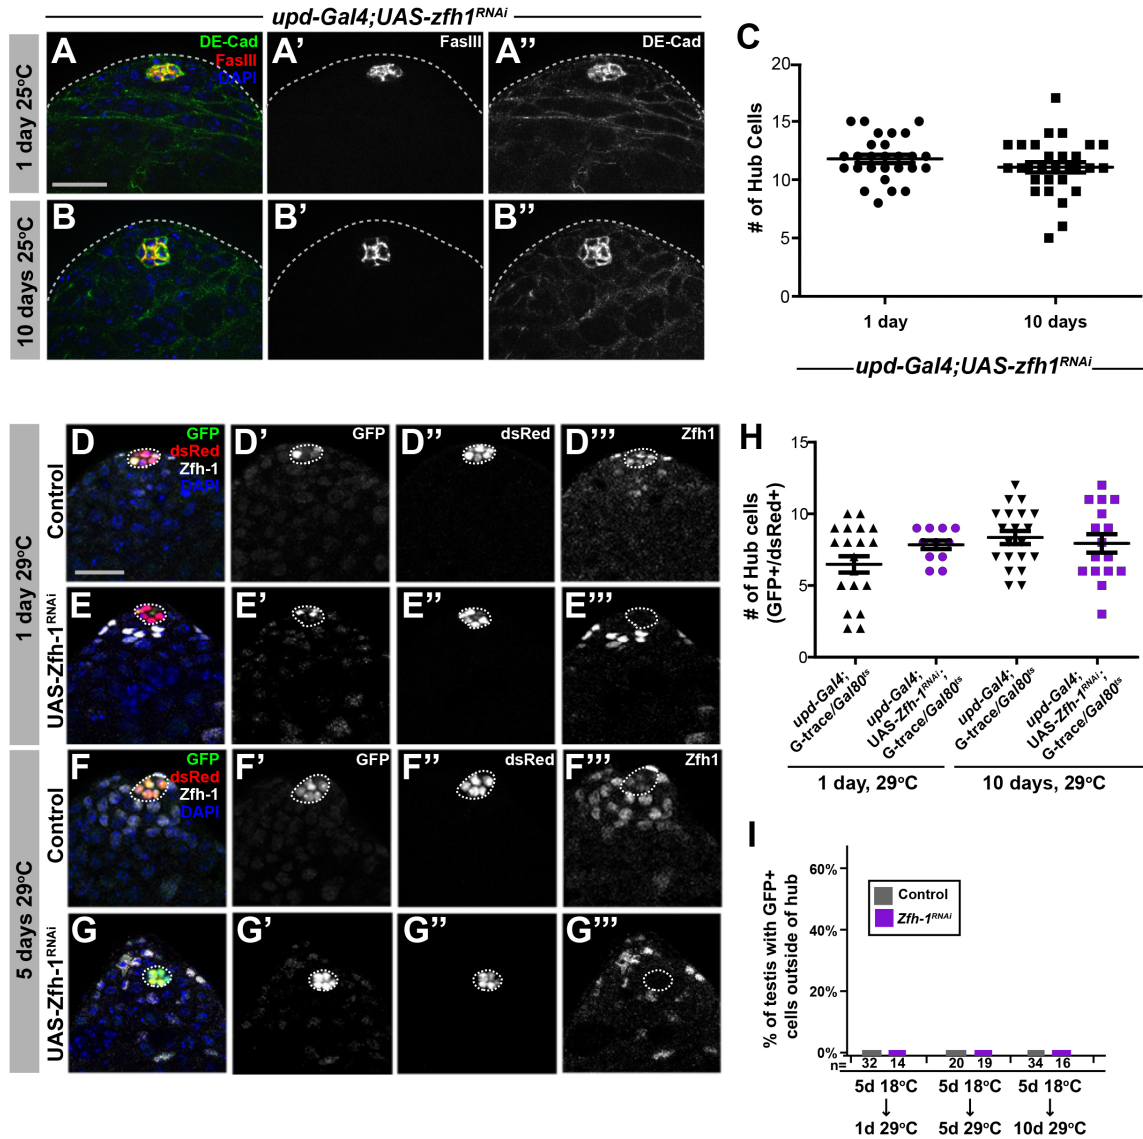 upd-Gal4;UAS-zfh1RNAi
1 day 25°C
A
DE-Cad
FasIII
DAPI
A'
FasIII
A''
DE-Cad
10 days 25°C
B
B'
B''
C
# of Hub Cells
20
15
10
5
0
1 day
10 days
upd-Gal4;UAS-zfh1RNAi
1 day 29°C
Control
D
GFP
dsRed
Zfh-1
DAPI
D'
GFP
D''
dsRed
D'''
Zfh1
UAS-Zfh-1RNAi
E
E'
E''
E'''
5 days 29°C
Control
F
GFP
dsRed
Zfh-1
DAPI
F'
GFP
F''
dsRed
F'''
Zfh1
UAS-Zfh-1RNAi
G
G'
G''
G'''
H
# of Hub cells
(GFP+/dsRed+)
15
10
5
0
upd-Gal4;
G-trace/Gal80ts
upd-Gal4;
UAS-Zfh-1RNAi;
G-trace/Gal80ts
upd-Gal4;
G-trace/Gal80ts
upd-Gal4;
UAS-Zfh-1RNAi;
G-trace/Gal80ts
1 day, 29°C
10 days, 29°C
I
% of testis with GFP+
cells outside of hub
60%
40%
20%
0%
Control
Zfh-1RNAi
n= 32 14 20 19 34 16
5d 18°C 5d 18°C 5d 18°C
↓ ↓ ↓
1d 29°C 5d 29°C 10d 29°C